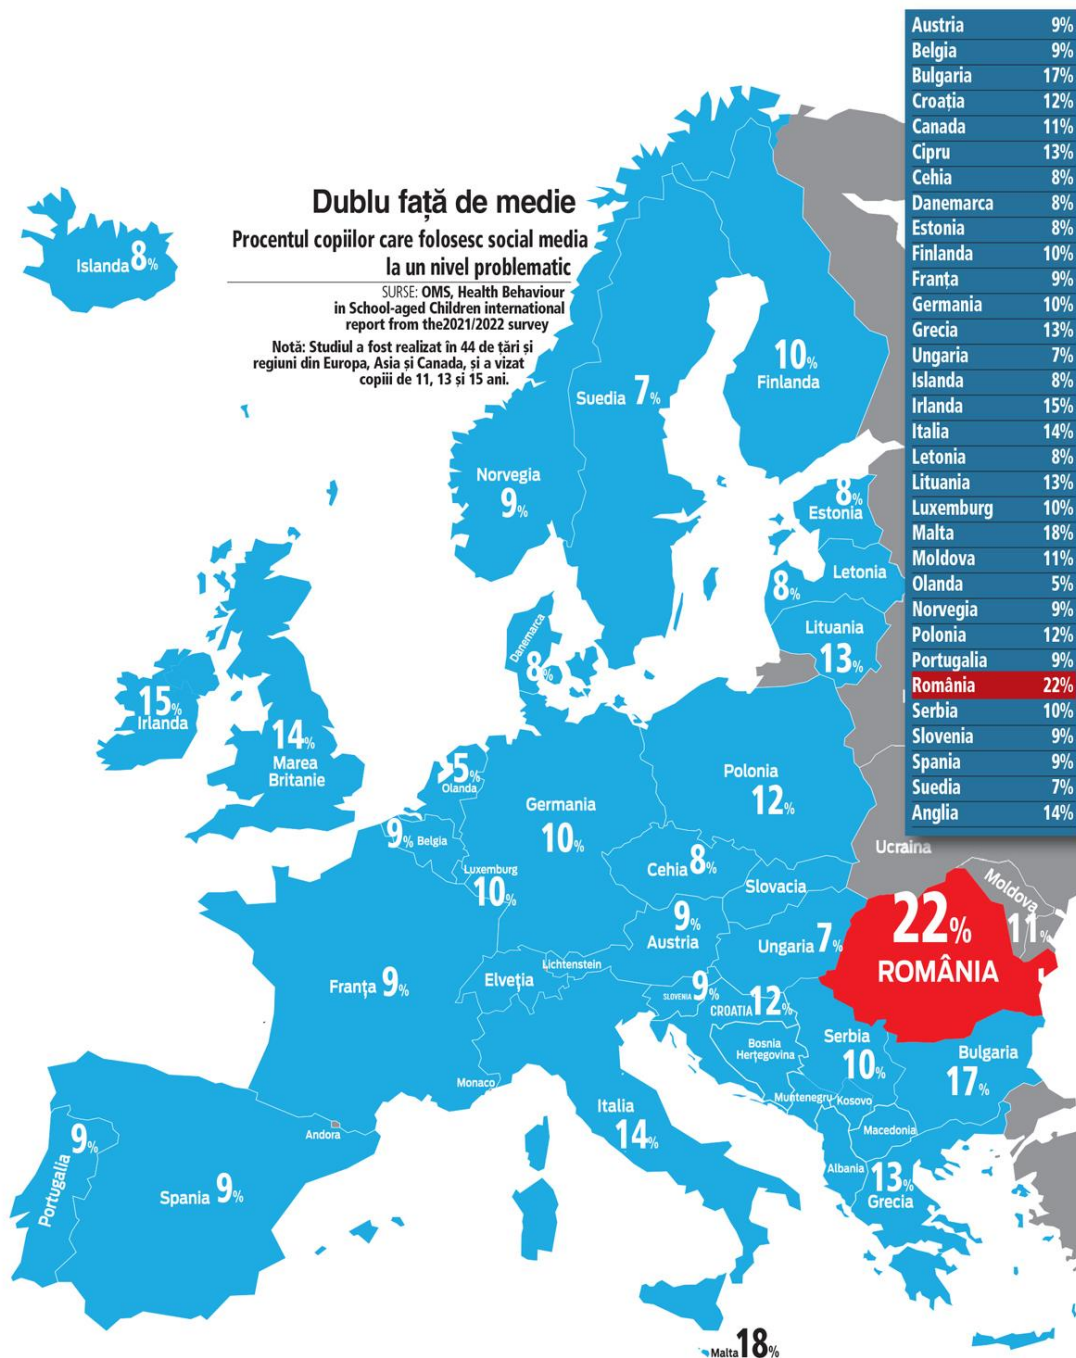 Dublu față de medie
Procentul copiilor care folosesc social media
la un nivel problematic
SURSE: OMS, Health Behaviour
in School-aged Children international
report from the2021/2022 survey
Notă: Studiul a fost realizat în 44 de țări și
regiuni din Europa, Asia și Canada, și a vizat
copiii de 11, 13 și 15 ani.
Austria 9%
Belgia 9%
Bulgaria 17%
Croația 12%
Canada 11%
Cipru 13%
Cehia 8%
Danemarca 8%
Estonia 8%
Finlanda 10%
Franța 9%
Germania 10%
Grecia 13%
Ungaria 7%
Islanda 8%
Irlanda 15%
Italia 14%
Letonia 8%
Lituania 13%
Luxemburg 10%
Malta 18%
Moldova 11%
Olanda 5%
Norvegia 9%
Polonia 12%
Portugalia 9%
România 22%
Serbia 10%
Slovenia 9%
Spania 9%
Suedia 7%
Anglia 14%
Islanda 8%
10%
Finlanda
Suedia 7%
Norvegia
9%
8%
Estonia
Letonia
8%
Lituania
13%
Danemarca
8%
15%
Irlanda
14%
Marea
Britanie
5%
Olanda
Polonia
12%
Germania
10%
9% Belgia
Luxemburg
10%
Cehia 8%
Slovacia
Ucraina
Moldova
11%
9%
Austria
Ungaria 7%
22%
ROMÂNIA
Franța 9%
Elveția
Lichtenstein
SLOVENIA 9%
CROATIA 12%
Bosnia
Herțegovina
Serbia
10%
Bulgaria
17%
Monaco
Italia
14%
Muntenegru
Kosovo
Macedonia
Albania
13%
Grecia
Andora
Portugalia 9%
Spania 9%
Malta 18%